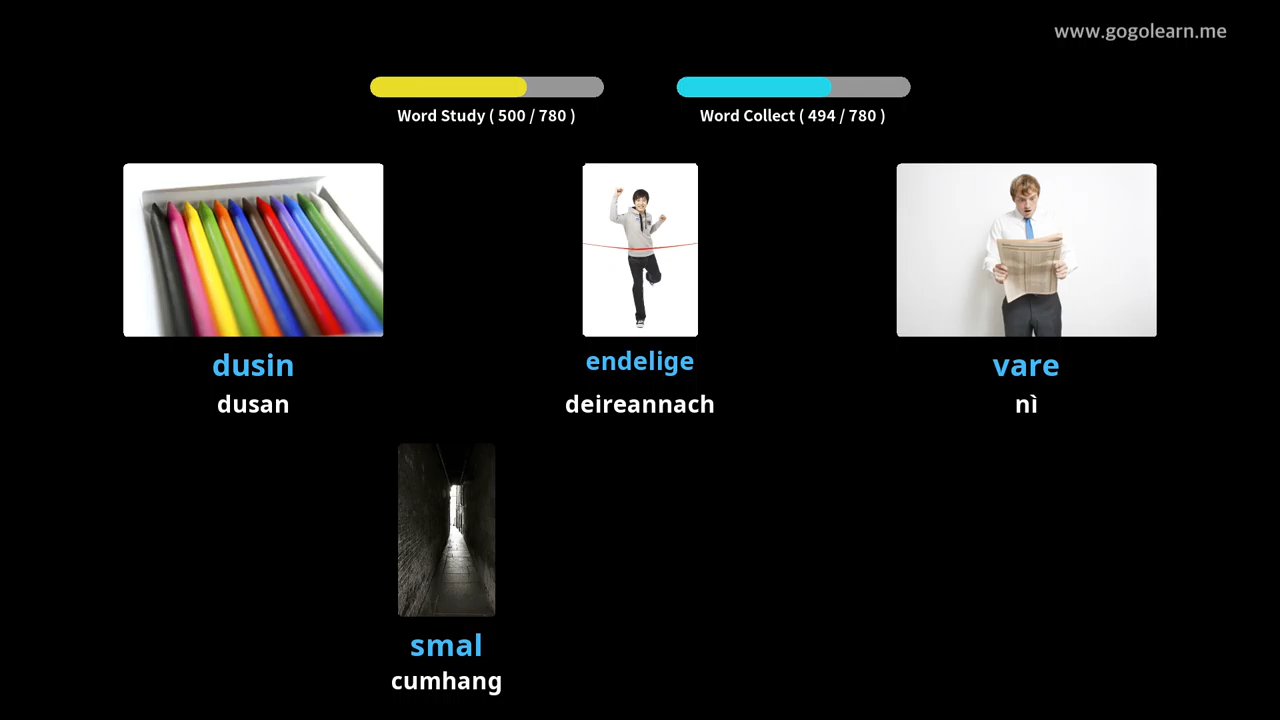 www.gogolearn.me
Word Study ( 500 / 780 )
Word Collect ( 494 / 780 )
dusin
dusan
endelige
deireannach
vare
nì
smal
cumhang